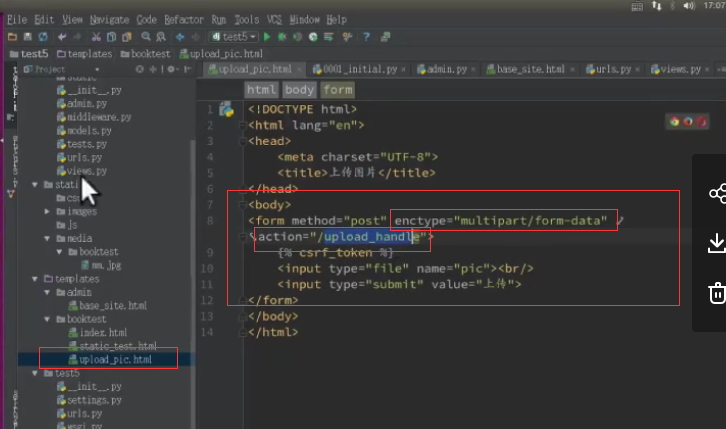 17:07
File Edit View Navigate Code Refactor Run Tools VCS Window Help
test5
test5 templates booktest upload_pic.html
Project
upload_pic.html × 0001_initial.py × admin.py × base_site.html × urls.py × views.py ×
html body form
__init__.py
admin.py
middleware.py
models.py
tests.py
urls.py
views.py
images
js
media
booktest
mm.jpg
templates
admin
base_site.html
booktest
index.html
static_test.html
upload_pic.html
test5
__init__.py
settings.py
urls.py
wsgi.py
1 <!DOCTYPE html>
2 <html lang="en">
3 <head>
4 <meta charset="UTF-8">
5 <title>上传图片</title>
6 </head>
7 <body>
8 <form method="post" enctype="multipart/form-data"
action="/upload_handle">
9 {% csrf_token %}
10 <input type="file" name="pic"><br/>
11 <input type="submit" value="上传">
12 </form>
13 </body>
14 </html>